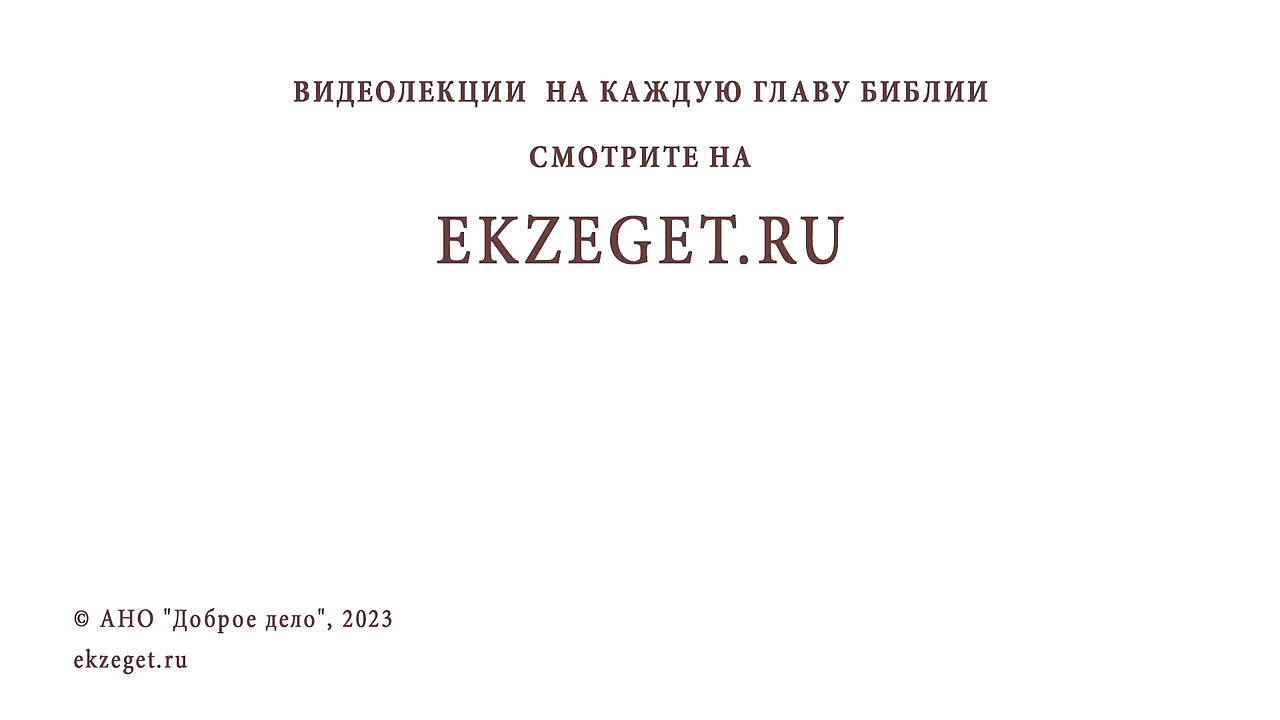 ВИДЕОЛЕКЦИИ НА КАЖДУЮ ГЛАВУ БИБЛИИ
СМОТРИТЕ НА
EKZEGET.RU
© АНО "Доброе дело", 2023
ekzeget.ru